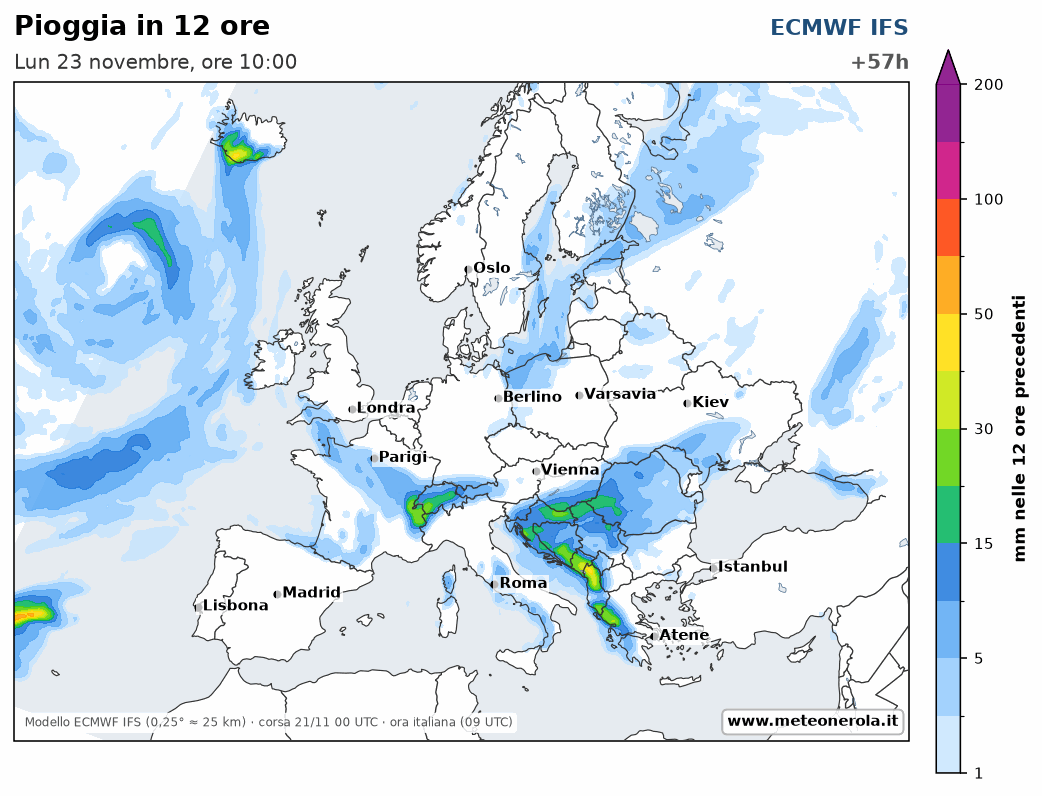 Pioggia in 12 ore
ECMWF IFS
Lun 23 novembre, ore 10:00
+57h
200
100
50
30
15
5
1
mm nelle 12 ore precedenti
Oslo
Londra
Berlino
Varsavia
Kiev
Parigi
Vienna
Madrid
Lisbona
Roma
Istanbul
Atene
Modello ECMWF IFS (0,25° ≈ 25 km) · corsa 21/11 00 UTC · ora italiana (09 UTC)
www.meteonerola.it